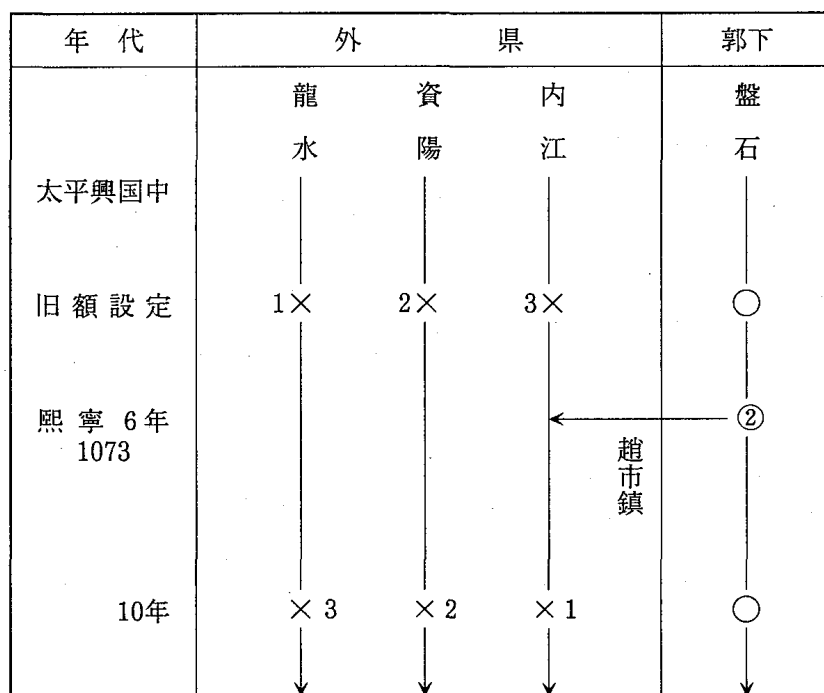 年代 外県 郭下
龍水 資陽 内江 盤石
太平興国中
旧額設定 1× 2× 3× ○
熙寧 6年 ②
1073
趙市鎮
10年 ×3 ×2 ×1 ○